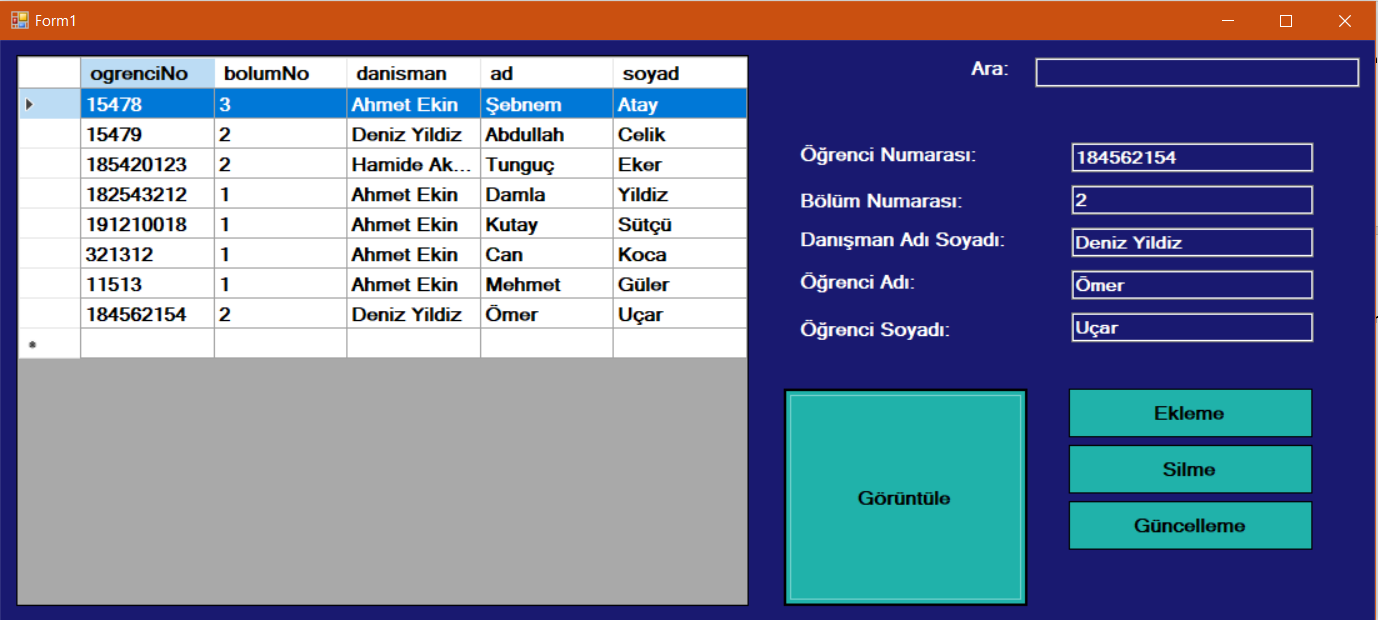 Form1
ogrenciNo bolumNo danisman ad soyad
15478 3 Ahmet Ekin Şebnem Atay
15479 2 Deniz Yildiz Abdullah Celik
185420123 2 Hamide Ak... Tunguç Eker
182543212 1 Ahmet Ekin Damla Yildiz
191210018 1 Ahmet Ekin Kutay Sütçü
321312 1 Ahmet Ekin Can Koca
11513 1 Ahmet Ekin Mehmet Güler
184562154 2 Deniz Yildiz Ömer Uçar
Ara:
Öğrenci Numarası: 184562154
Bölüm Numarası: 2
Danışman Adı Soyadı: Deniz Yildiz
Öğrenci Adı: Ömer
Öğrenci Soyadı: Uçar
Görüntüle
Ekleme
Silme
Güncelleme